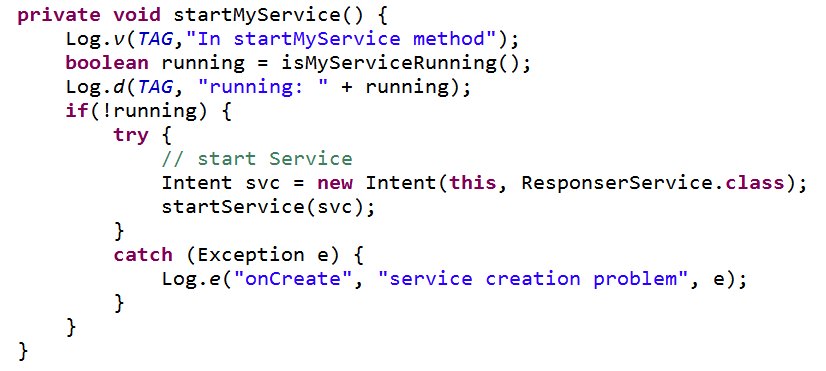 private void startMyService() {
    Log.v(TAG,"In startMyService method");
    boolean running = isMyServiceRunning();
    Log.d(TAG, "running: " + running);
    if(!running) {
        try {
            // start Service
            Intent svc = new Intent(this, ResponserService.class);
            startService(svc);
        }
        catch (Exception e) {
            Log.e("onCreate", "service creation problem", e);
        }
    }
}